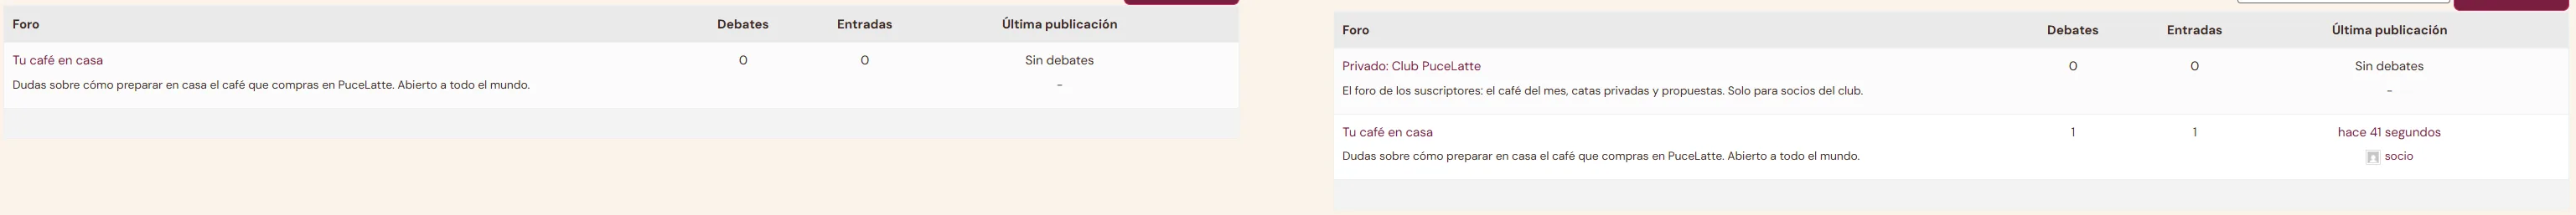 Foro Debates Entradas Última publicación
Tu café en casa 0 0 Sin debates
Dudas sobre cómo preparar en casa el café que compras en PuceLatte. Abierto a todo el mundo. -
Foro Debates Entradas Última publicación
Privado: Club PuceLatte 0 0 Sin debates
El foro de los suscriptores: el café del mes, catas privadas y propuestas. Solo para socios del club. -
Tu café en casa 1 1 hace 41 segundos
Dudas sobre cómo preparar en casa el café que compras en PuceLatte. Abierto a todo el mundo. socio